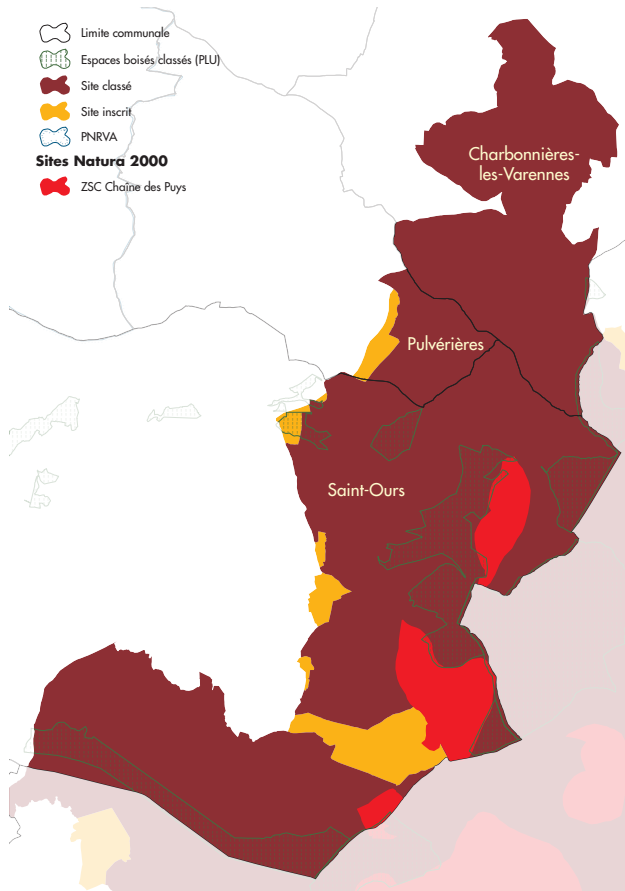 Limite communale
Espaces boisés classés (PLU)
Site classé
Site inscrit
PNRVA
Sites Natura 2000
ZSC Chaîne des Puys
Charbonnières-
les-Varennes
Pulvérières
Saint-Ours